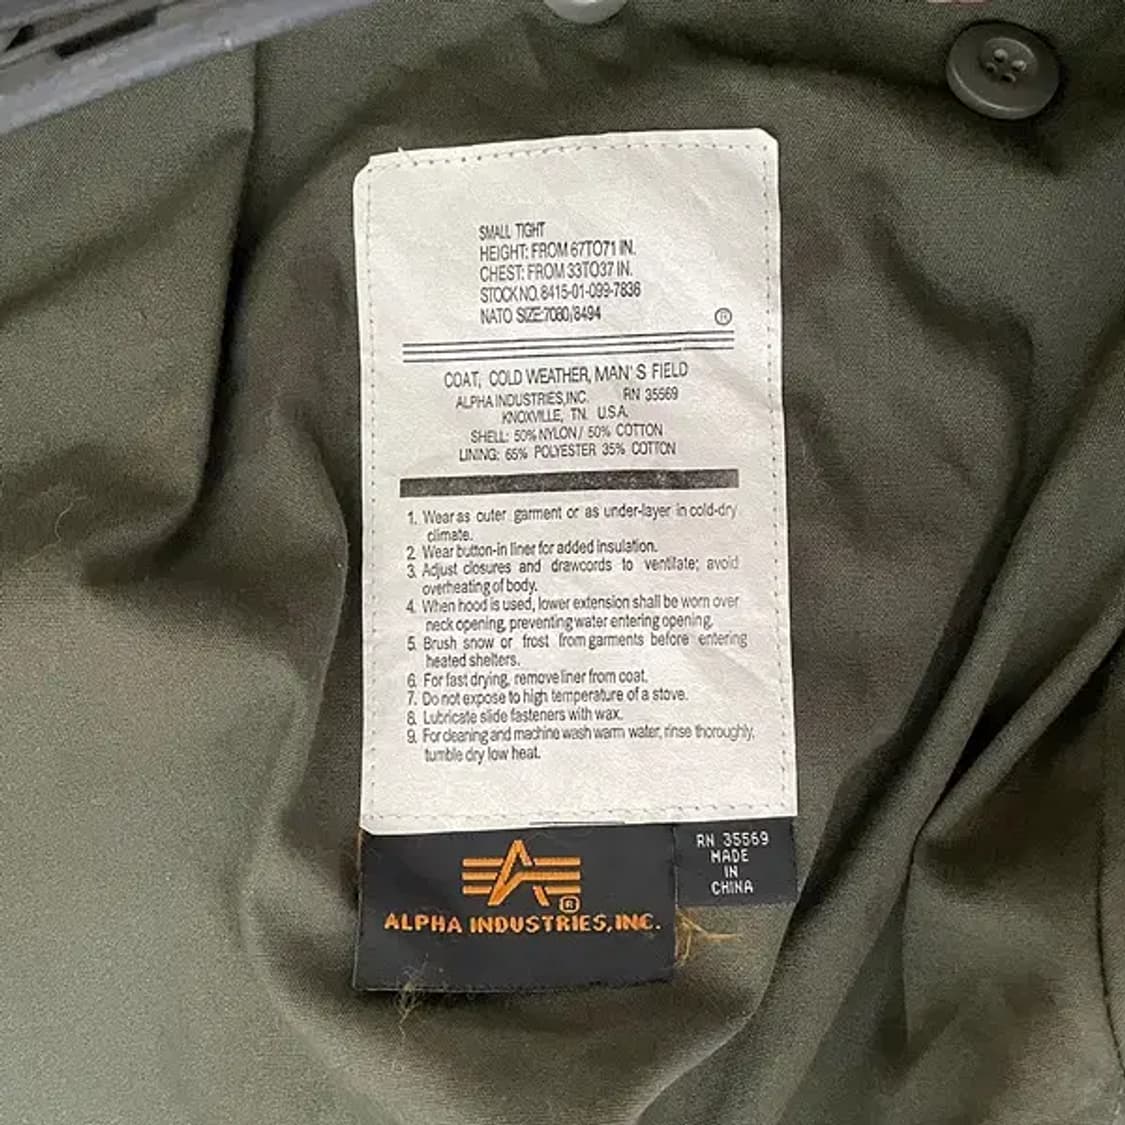 SMALL TIGHT
HEIGHT: FROM 67TO71 IN.
CHEST: FROM 33TO37 IN.
STOCK NO. 8415-01-099-7836
NATO SIZE:7080/8494
®
COAT, COLD WEATHER, MAN'S FIELD
ALPHA INDUSTRIES,INC. RN 35569
KNOXVILLE, TN. U.S.A.
SHELL: 50% NYLON / 50% COTTON
LINING: 65% POLYESTER 35% COTTON
1. Wear as outer garment or as under-layer in cold-dry
climate.
2. Wear button-in liner for added insulation.
3. Adjust closures and drawcords to ventilate; avoid
overheating of body.
4. When hood is used, lower extension shall be worn over
neck opening, preventing water entering opening.
5. Brush snow or frost from garments before entering
heated shelters.
6. For fast drying, remove liner from coat.
7. Do not expose to high temperature of a stove.
8. Lubricate slide fasteners with wax.
9. For cleaning and machine wash warm water, rinse thoroughly,
tumble dry low heat.
RN 35569
MADE
IN
CHINA
®
ALPHA INDUSTRIES, INC.